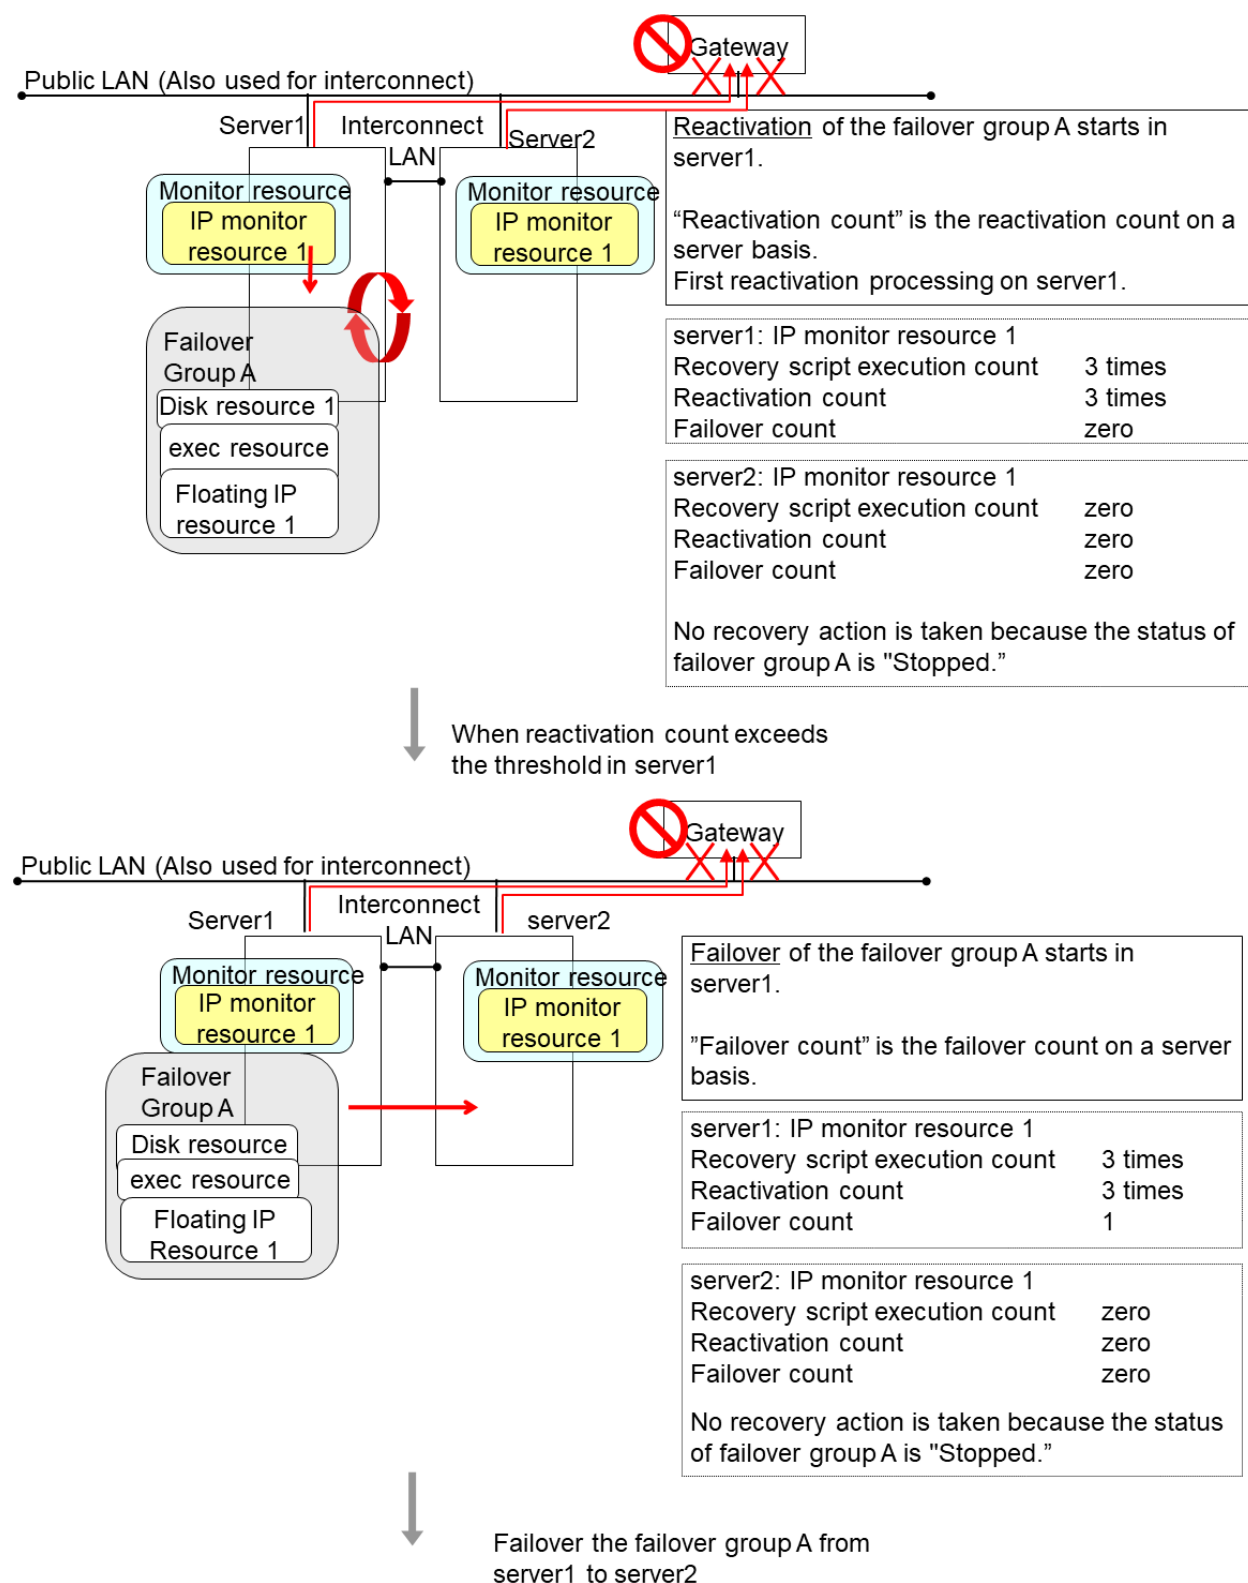 Gateway
Public LAN (Also used for interconnect)
Server1
Interconnect
LAN
Server2
Monitor resource
IP monitor
resource 1
Monitor resource
IP monitor
resource 1
Failover
Group A
Disk resource 1
exec resource
Floating IP
resource 1
Reactivation of the failover group A starts in
server1.
“Reactivation count” is the reactivation count on a
server basis.
First reactivation processing on server1.
server1: IP monitor resource 1
Recovery script execution count 3 times
Reactivation count 3 times
Failover count zero
server2: IP monitor resource 1
Recovery script execution count zero
Reactivation count zero
Failover count zero
No recovery action is taken because the status of
failover group A is "Stopped.”
When reactivation count exceeds
the threshold in server1
Gateway
Public LAN (Also used for interconnect)
Server1
Interconnect
LAN
server2
Monitor resource
IP monitor
resource 1
Monitor resource
IP monitor
resource 1
Failover
Group A
Disk resource
exec resource
Floating IP
Resource 1
Failover of the failover group A starts in
server1.
”Failover count” is the failover count on a server
basis.
server1: IP monitor resource 1
Recovery script execution count 3 times
Reactivation count 3 times
Failover count 1
server2: IP monitor resource 1
Recovery script execution count zero
Reactivation count zero
Failover count zero
No recovery action is taken because the status
of failover group A is "Stopped.”
Failover the failover group A from
server1 to server2